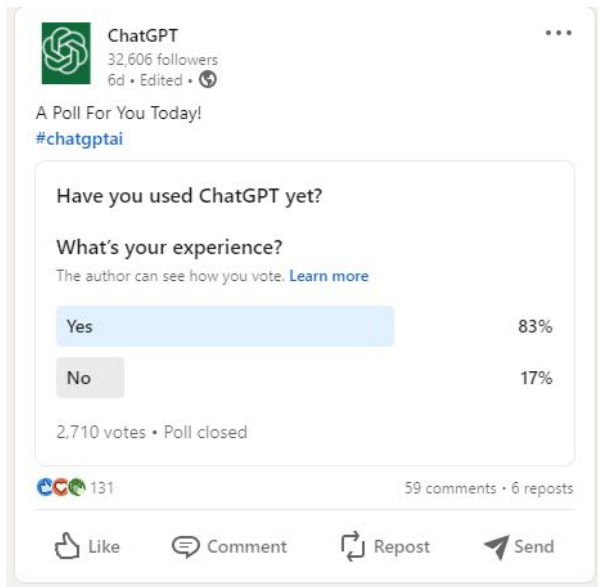 ChatGPT
32,606 followers
6d • Edited •
A Poll For You Today!
#chatgptai
Have you used ChatGPT yet?
What's your experience?
The author can see how you vote. Learn more
Yes 83%
No 17%
2,710 votes • Poll closed
131 59 comments • 6 reposts
Like Comment Repost Send